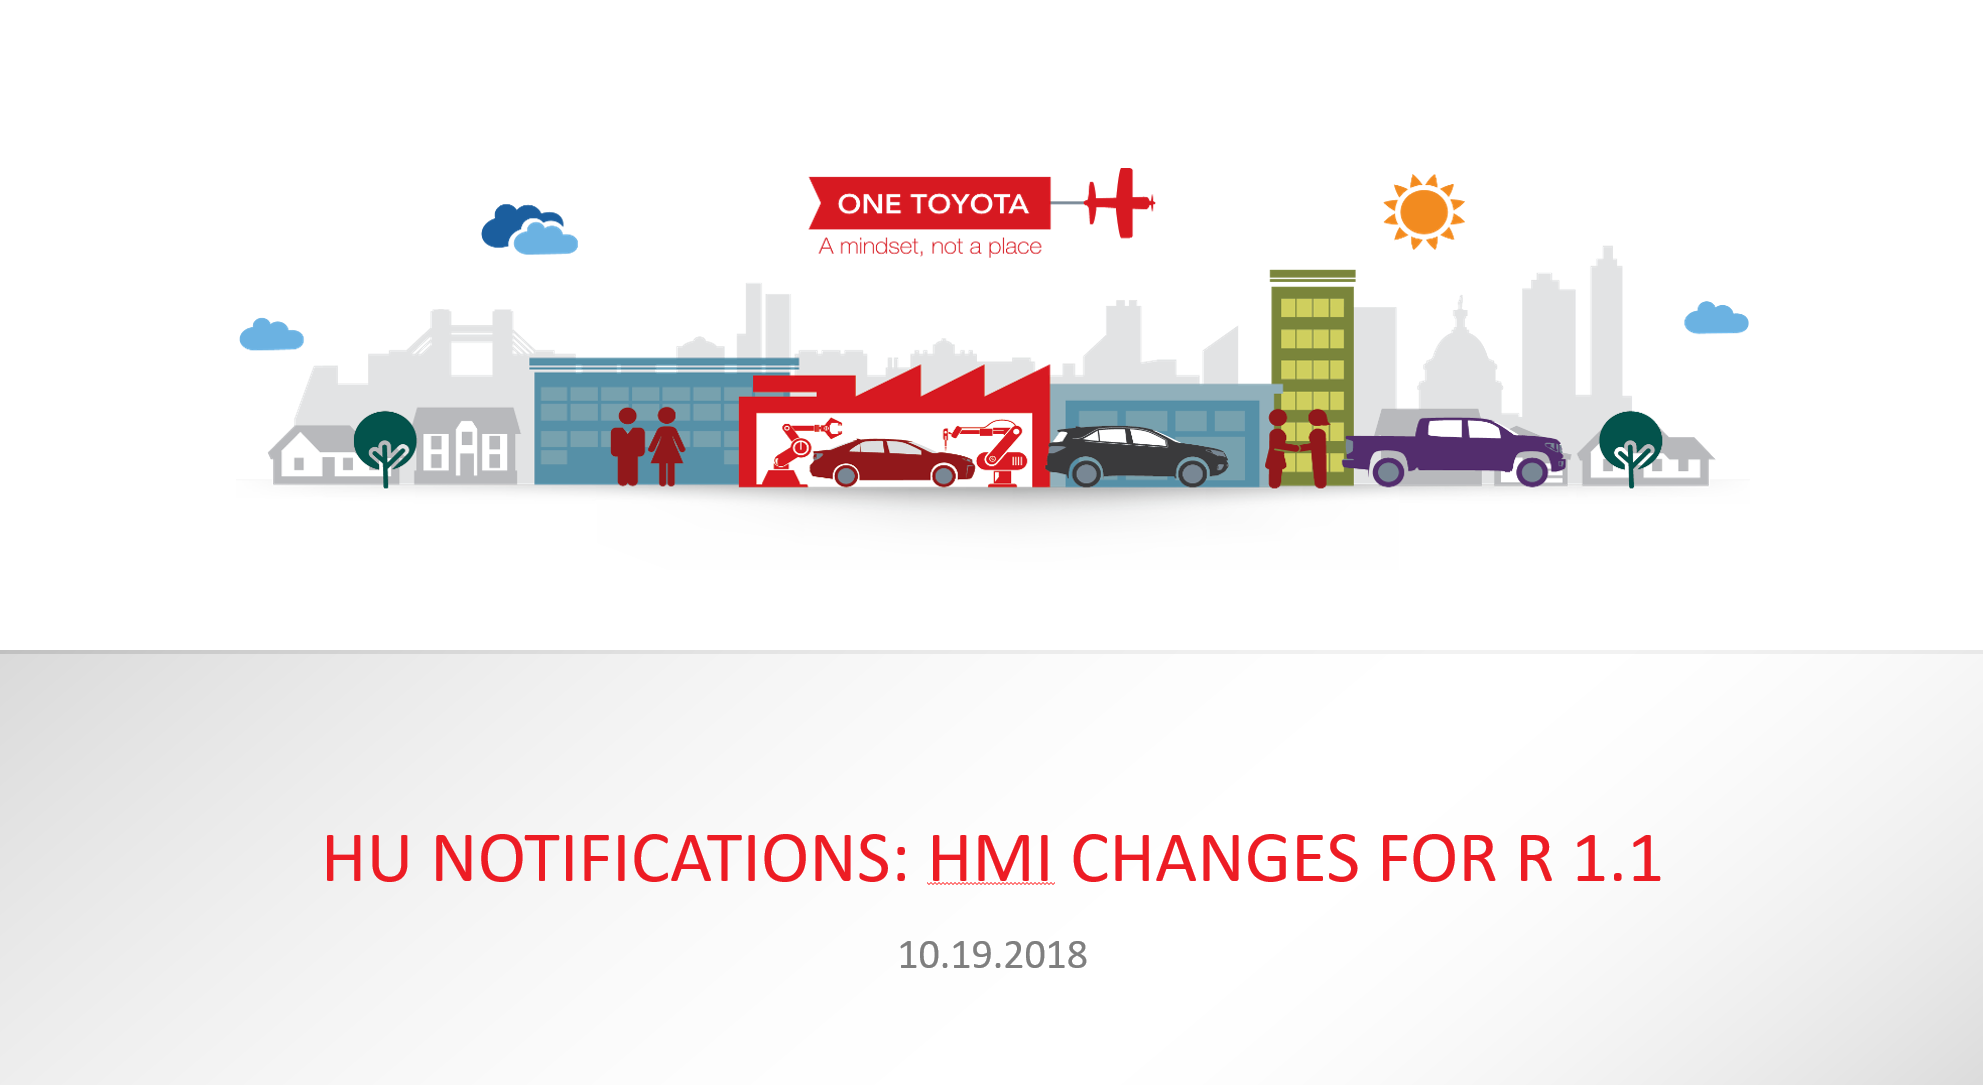 ONE TOYOTA
A mindset, not a place
HU NOTIFICATIONS: HMI CHANGES FOR R 1.1
10.19.2018